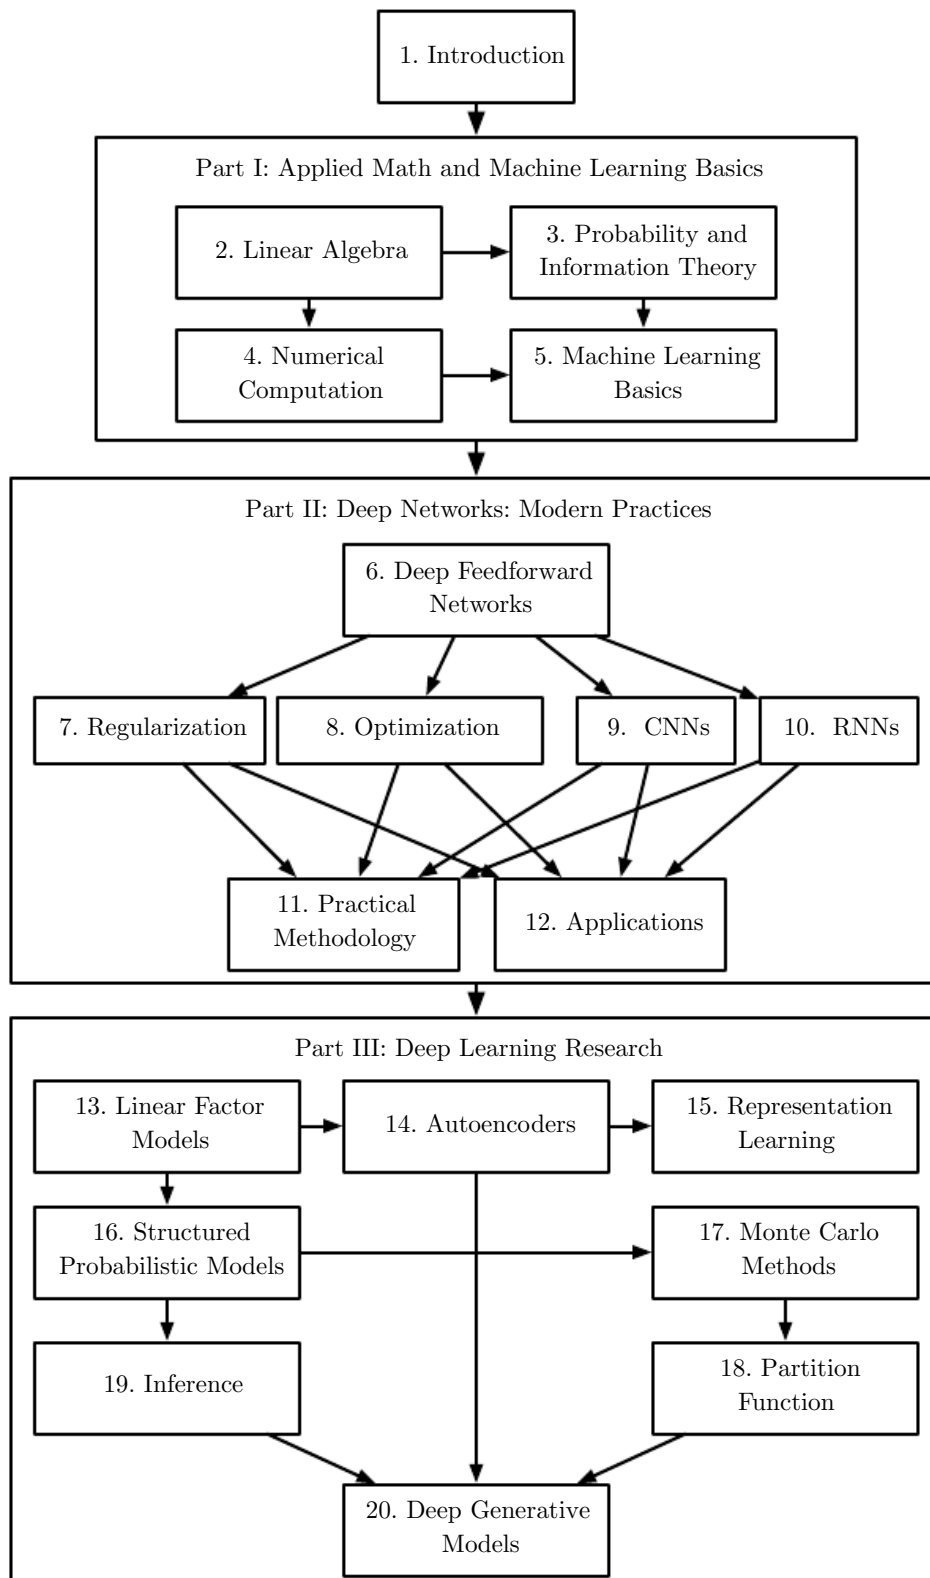 1. Introduction
Part I: Applied Math and Machine Learning Basics
2. Linear Algebra
3. Probability and
Information Theory
4. Numerical
Computation
5. Machine Learning
Basics
Part II: Deep Networks: Modern Practices
6. Deep Feedforward
Networks
7. Regularization
8. Optimization
9. CNNs
10. RNNs
11. Practical
Methodology
12. Applications
Part III: Deep Learning Research
13. Linear Factor
Models
14. Autoencoders
15. Representation
Learning
16. Structured
Probabilistic Models
17. Monte Carlo
Methods
19. Inference
18. Partition
Function
20. Deep Generative
Models